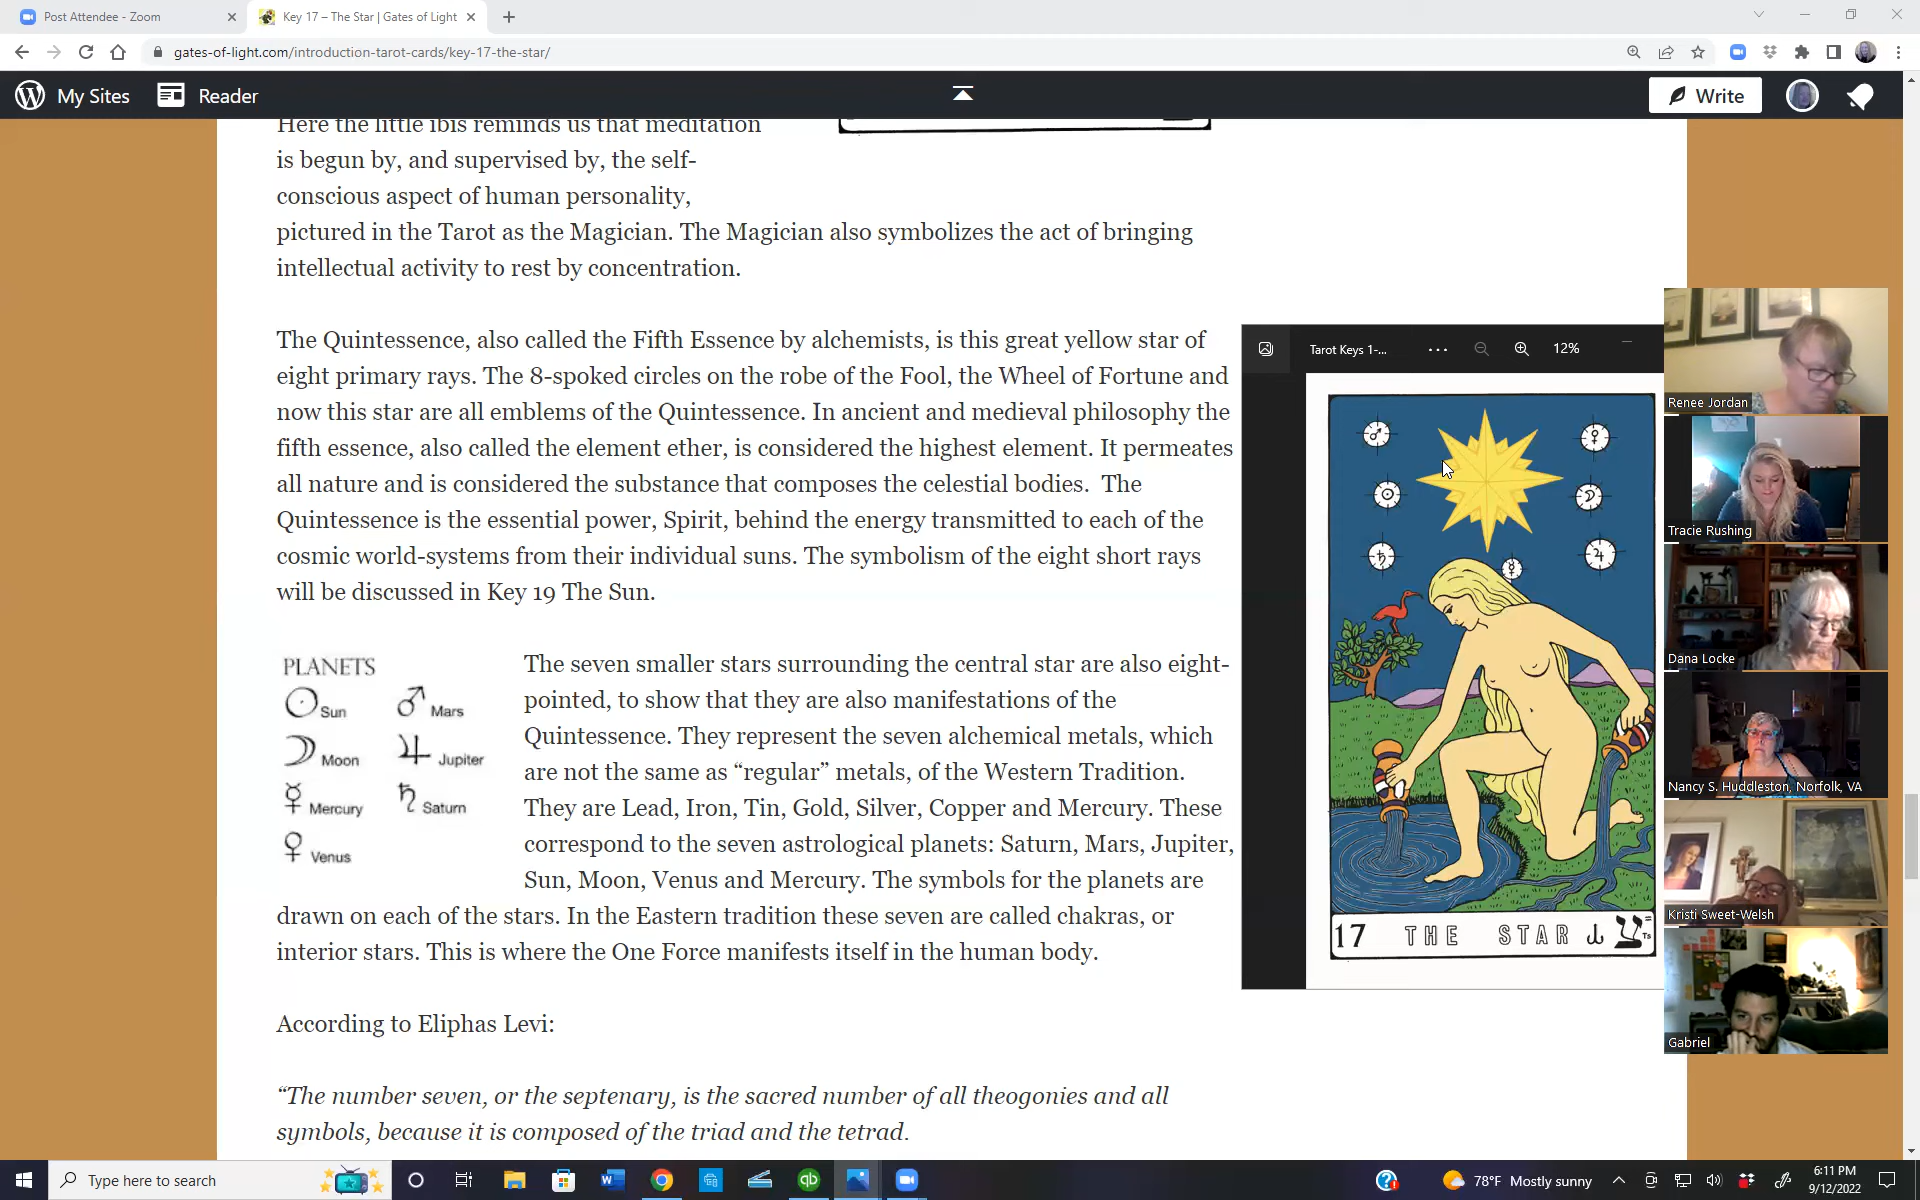 Post Attendee - Zoom
Key 17 – The Star | Gates of Light
gates-of-light.com/introduction-tarot-cards/key-17-the-star/
My Sites
Reader
Write
Here the little ibis reminds us that meditation
is begun by, and supervised by, the self-
conscious aspect of human personality,
pictured in the Tarot as the Magician. The Magician also symbolizes the act of bringing
intellectual activity to rest by concentration.
The Quintessence, also called the Fifth Essence by alchemists, is this great yellow star of
eight primary rays. The 8-spoked circles on the robe of the Fool, the Wheel of Fortune and
now this star are all emblems of the Quintessence. In ancient and medieval philosophy the
fifth essence, also called the element ether, is considered the highest element. It permeates
all nature and is considered the substance that composes the celestial bodies.  The
Quintessence is the essential power, Spirit, behind the energy transmitted to each of the
cosmic world-systems from their individual suns. The symbolism of the eight short rays
will be discussed in Key 19 The Sun.
PLANETS
☉ Sun ♂ Mars
☽ Moon ♃ Jupiter
☿ Mercury ♄ Saturn
♀ Venus
The seven smaller stars surrounding the central star are also eight-
pointed, to show that they are also manifestations of the
Quintessence. They represent the seven alchemical metals, which
are not the same as “regular” metals, of the Western Tradition.
They are Lead, Iron, Tin, Gold, Silver, Copper and Mercury. These
correspond to the seven astrological planets: Saturn, Mars, Jupiter,
Sun, Moon, Venus and Mercury. The symbols for the planets are
drawn on each of the stars. In the Eastern tradition these seven are called chakras, or
interior stars. This is where the One Force manifests itself in the human body.
According to Eliphas Levi:
“The number seven, or the septenary, is the sacred number of all theogonies and all
symbols, because it is composed of the triad and the tetrad.
Tarot Keys 1-...
12%
♂ ♀
☉ ☽
♄ ☿ ♃
17 THE STAR צ Ts
Renee Jordan
Tracie Rushing
Dana Locke
Nancy S. Huddleston, Norfolk, VA
Kristi Sweet-Welsh
Gabriel
Type here to search
78°F Mostly sunny
6:11 PM
9/12/2022